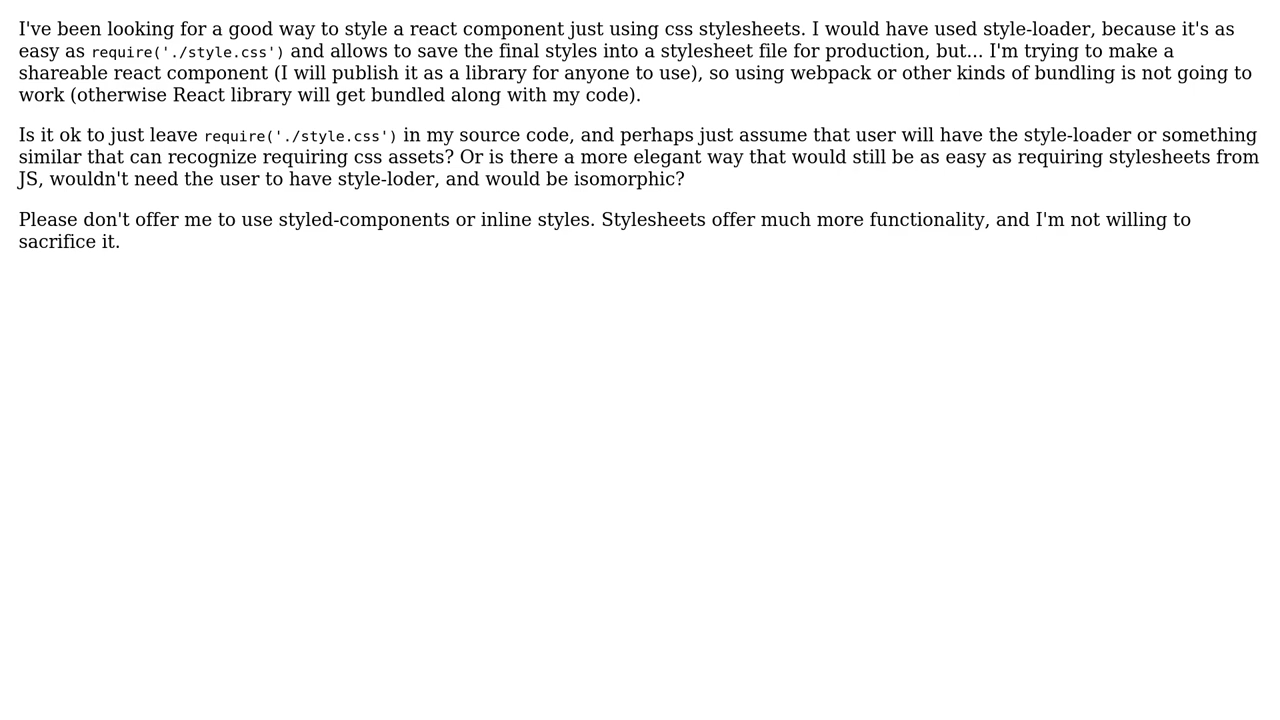 I've been looking for a good way to style a react component just using css stylesheets. I would have used style-loader, because it's as
easy as require('./style.css') and allows to save the final styles into a stylesheet file for production, but... I'm trying to make a
shareable react component (I will publish it as a library for anyone to use), so using webpack or other kinds of bundling is not going to
work (otherwise React library will get bundled along with my code).
Is it ok to just leave require('./style.css') in my source code, and perhaps just assume that user will have the style-loader or something
similar that can recognize requiring css assets? Or is there a more elegant way that would still be as easy as requiring stylesheets from
JS, wouldn't need the user to have style-loder, and would be isomorphic?
Please don't offer me to use styled-components or inline styles. Stylesheets offer much more functionality, and I'm not willing to
sacrifice it.